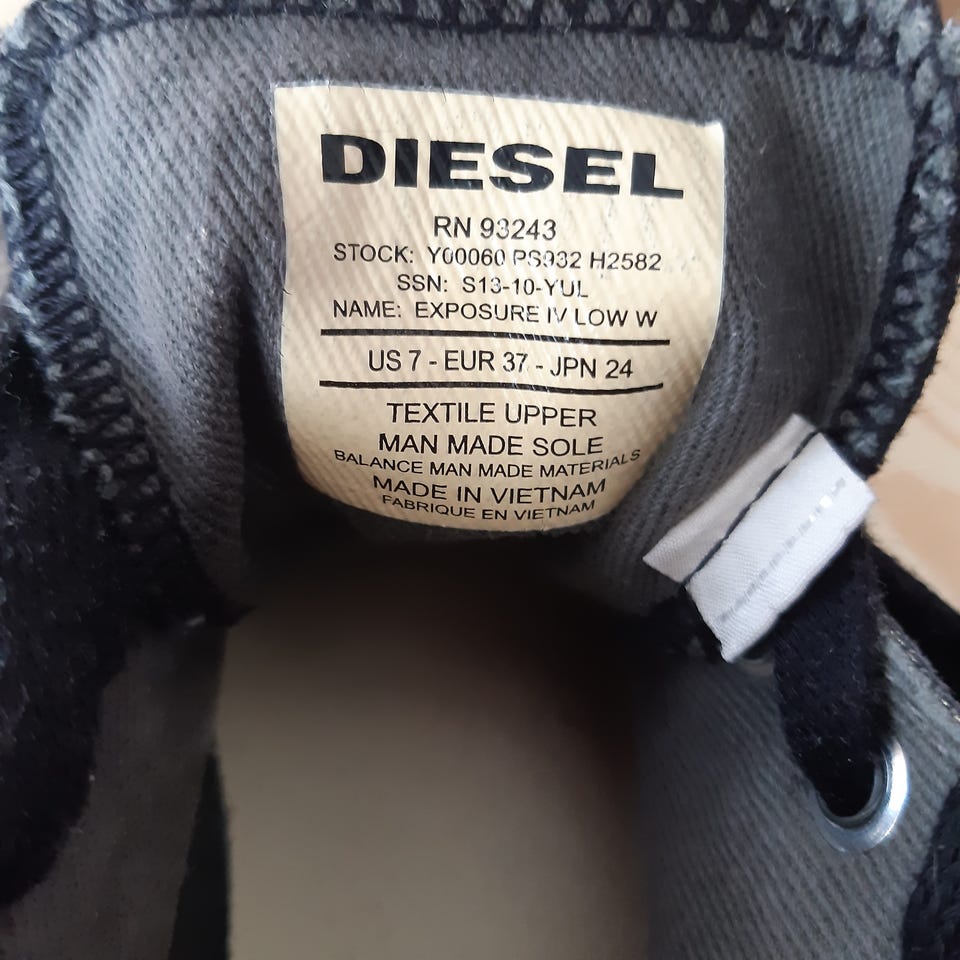 DIESEL
RN 93243
STOCK: Y00060 PS932 H2582
SSN: S13-10-YUL
NAME: EXPOSURE IV LOW W
US 7 - EUR 37 - JPN 24
TEXTILE UPPER
MAN MADE SOLE
BALANCE MAN MADE MATERIALS
MADE IN VIETNAM
FABRIQUE EN VIETNAM